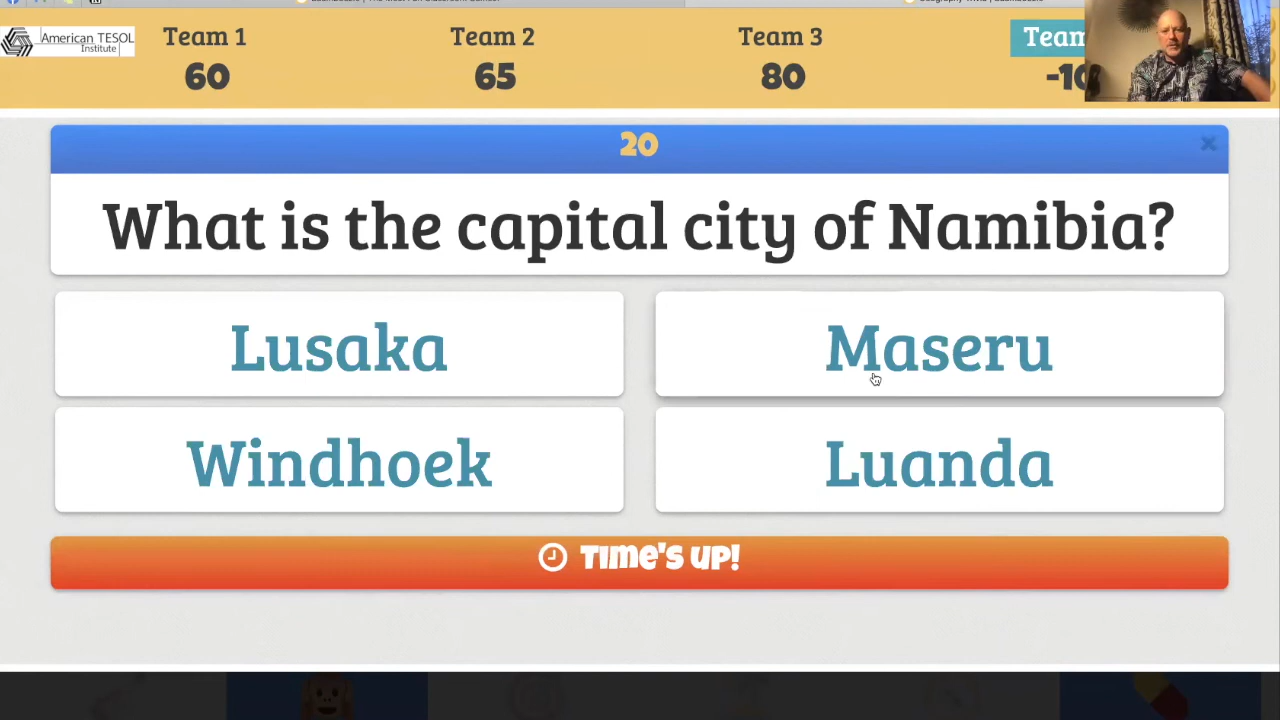 American TESOL
Institute
Team 1
Team 2
Team 3
Team
60
65
80
-10
20
What is the capital city of Namibia?
Lusaka
Maseru
Windhoek
Luanda
Time's up!